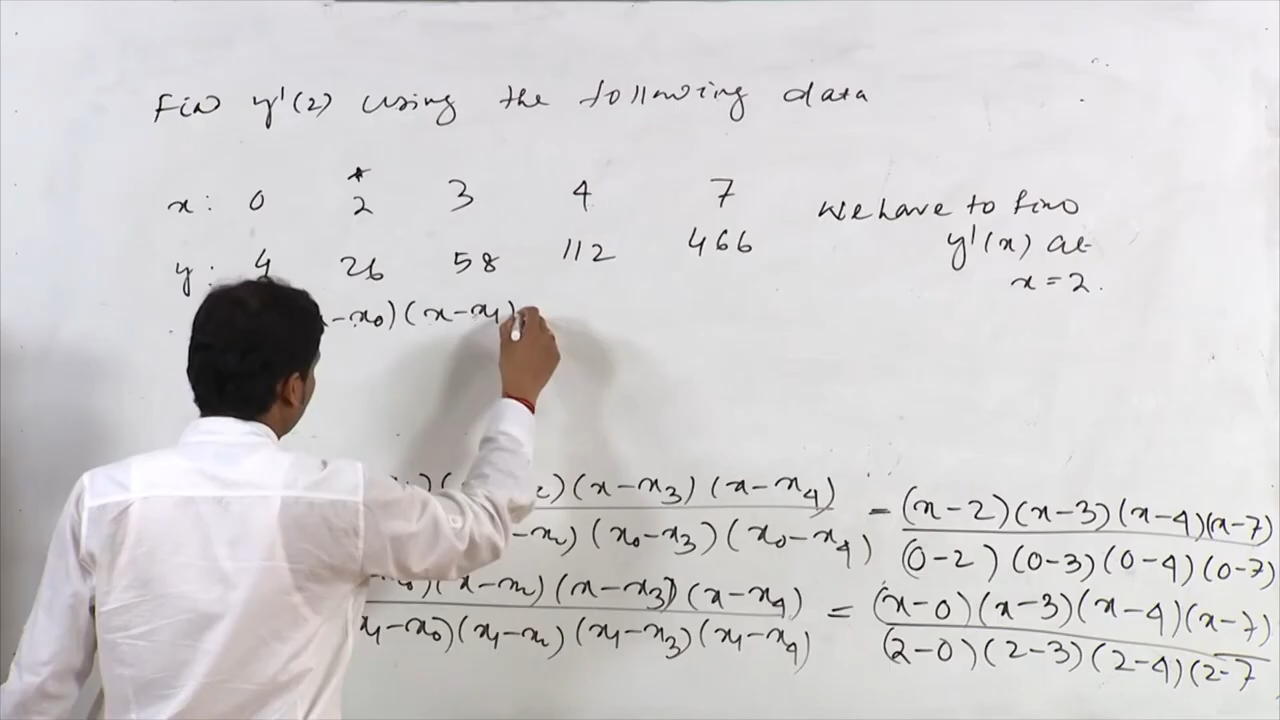 Find y'(2) using the following data
x: 0 2* 3 4 7
y: 4 26 58 112 466
We have to find
y'(x) at
x = 2.
-x0)(x-x1)
)(x-x3)(x-x4) = (x-2)(x-3)(x-4)(x-7)
(x0-x3)(x0-x4) (0-2)(0-3)(0-4)(0-7)
)(x-x2)(x-x3)(x-x4) = (x-0)(x-3)(x-4)(x-7)
x1-x0)(x1-x2)(x1-x3)(x1-x4) (2-0)(2-3)(2-4)(2-7